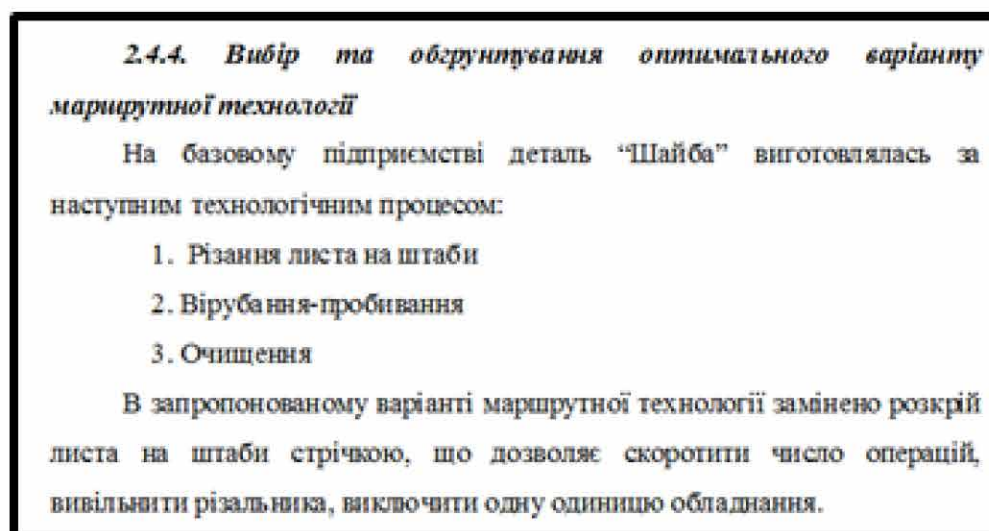 2.4.4. Вибір та обгрунтування оптимального варіанту
маршрутної технології
На базовому підприємстві деталь “Шайба” виготовлялась за
наступним технологічним процесом:
1. Різання листа на штаби
2. Вірубання-пробивання
3. Очищення
В запропонованому варіанті маршрутної технології замінено розкрій
листа на штаби стрічкою, що дозволяє скоротити число операцій,
вивільнити різальника, виключити одну одиницю обладнання.